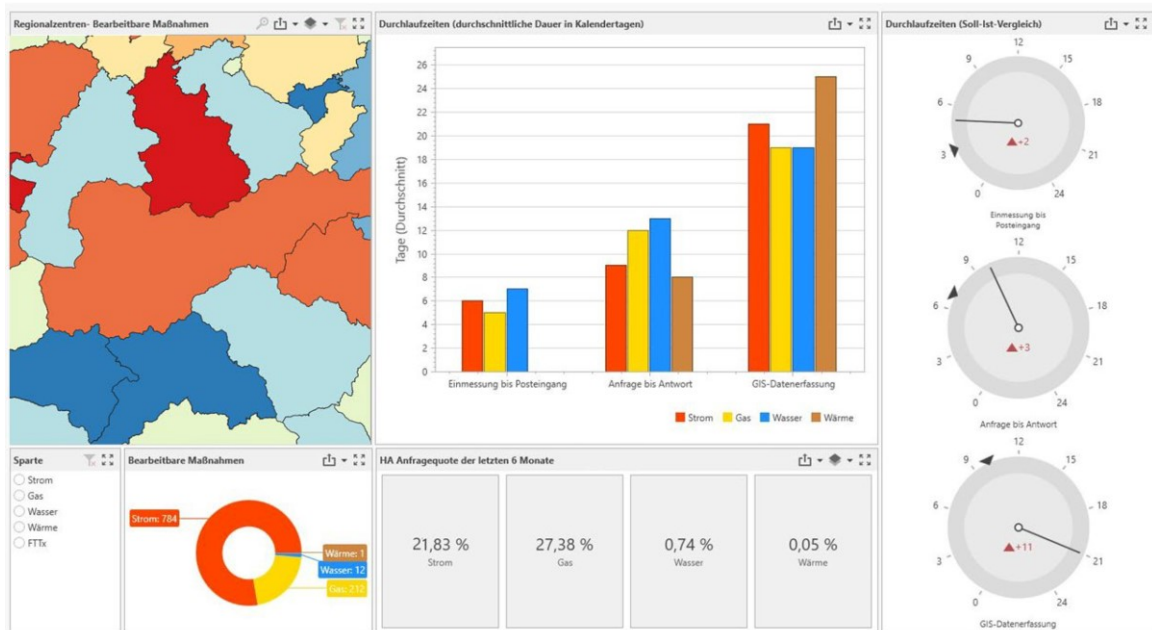 Regionalzentren- Bearbeitbare Maßnahmen
Durchlaufzeiten (durchschnittliche Dauer in Kalendertagen)
Tage (Durchschnitt)
26
24
22
20
18
16
14
12
10
8
6
4
2
0
Einmessung bis Posteingang
Anfrage bis Antwort
GIS-Datenerfassung
Strom
Gas
Wasser
Wärme
Durchlaufzeiten (Soll-Ist-Vergleich)
12
9
15
6
18
3
21
+2
0
24
Einmessung bis
Posteingang
12
9
15
6
18
3
21
+3
0
24
Anfrage bis Antwort
12
9
15
6
18
3
21
+11
0
24
GIS-Datenerfassung
Sparte
Strom
Gas
Wasser
Wärme
FTTx
Bearbeitbare Maßnahmen
Strom: 784
Wärme: 1
Wasser: 12
Gas: 212
HA Anfragequote der letzten 6 Monate
21,83 %
Strom
27,38 %
Gas
0,74 %
Wasser
0,05 %
Wärme